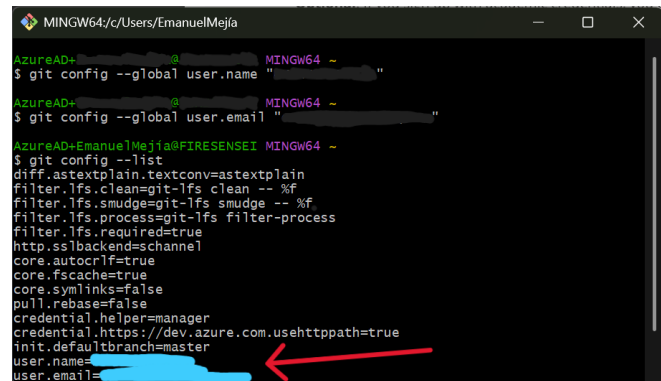 MINGW64:/c/Users/EmanuelMejía
AzureAD+ @ MINGW64 ~
$ git config --global user.name " "
AzureAD+ @ MINGW64 ~
$ git config --global user.email " "
AzureAD+EmanuelMejia@FIRESENSEI MINGW64 ~
$ git config --list
diff.astextplain.textconv=astextplain
filter.lfs.clean=git-lfs clean -- %f
filter.lfs.smudge=git-lfs smudge -- %f
filter.lfs.process=git-lfs filter-process
filter.lfs.required=true
http.sslbackend=schannel
core.autocrlf=true
core.fscache=true
core.symlinks=false
pull.rebase=false
credential.helper=manager
credential.https://dev.azure.com.usehttppath=true
init.defaultbranch=master
user.name=
user.email=